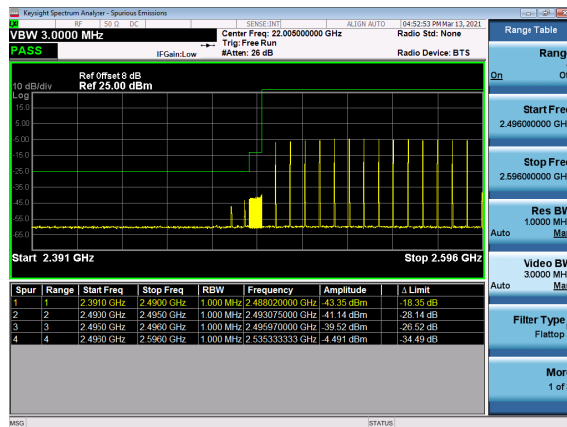 Keysight Spectrum Analyzer - Spurious Emissions
RF 50 Ω DC SENSE:INT ALIGN AUTO 04:52:53 PM Mar 13, 2021
VBW 3.0000 MHz
Center Freq: 22.005000000 GHz
Radio Std: None
Trig: Free Run
PASS
IFGain:Low
#Atten: 26 dB
Radio Device: BTS
Ref Offset 8 dB
10 dB/div Ref 25.00 dBm
Log
15.0
5.00
-5.00
-15.0
-25.0
-35.0
-45.0
-55.0
-65.0
Start 2.391 GHz Stop 2.596 GHz
Spur Range Start Freq Stop Freq RBW Frequency Amplitude Δ Limit
1 1 2.3910 GHz 2.4900 GHz 1.000 MHz 2.488020000 GHz -43.35 dBm -18.35 dB
2 2 2.4900 GHz 2.4950 GHz 1.000 MHz 2.493075000 GHz -41.14 dBm -28.14 dB
3 3 2.4950 GHz 2.4960 GHz 1.000 MHz 2.495970000 GHz -39.52 dBm -26.52 dB
4 4 2.4960 GHz 2.5960 GHz 1.000 MHz 2.535333333 GHz -4.491 dBm -34.49 dB
MSG STATUS
Range Table
Rang
On O
Start Fre
2.496000000 GH
Stop Fre
2.596000000 GH
Res BW
1.0000 MH
Auto Ma
Video BW
3.0000 MH
Auto Ma
Filter Type
Flattop
Mor
1 of